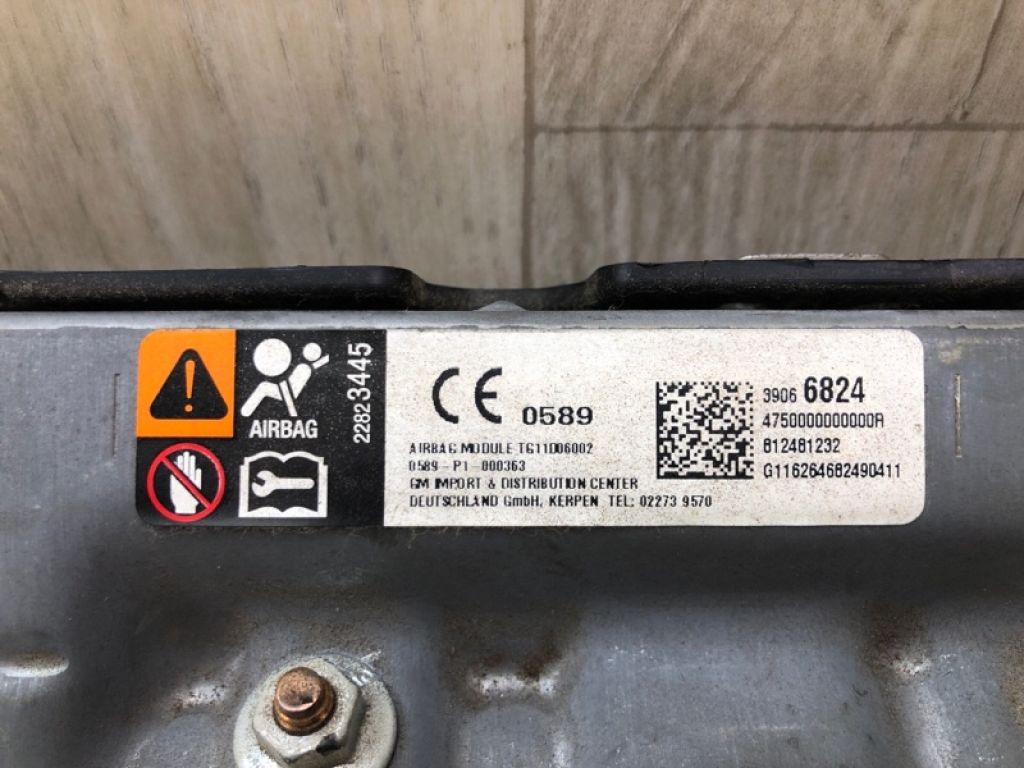 AIRBAG
22823445
CE 0589
AIRBAG MODULE TG11D06002
0589 - P1 - 000363
GM IMPORT & DISTRIBUTION CENTER
DEUTSCHLAND GmbH, KERPEN TEL: 02273 9570
3906 6824
4750000000000A
812481232
G116264682490411